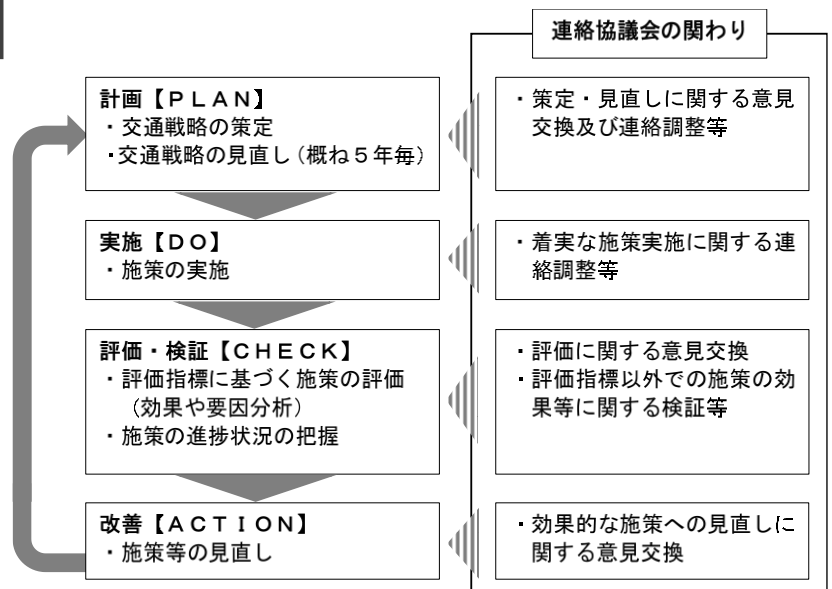 連絡協議会の関わり
計画【ＰＬＡＮ】
・交通戦略の策定
・交通戦略の見直し（概ね５年毎）
・策定・見直しに関する意見
交換及び連絡調整等
実施【ＤＯ】
・施策の実施
・着実な施策実施に関する連
絡調整等
評価・検証【ＣＨＥＣＫ】
・評価指標に基づく施策の評価
（効果や要因分析）
・施策の進捗状況の把握
・評価に関する意見交換
・評価指標以外での施策の効
果等に関する検証等
改善【ＡＣＴＩＯＮ】
・施策等の見直し
・効果的な施策への見直しに
関する意見交換